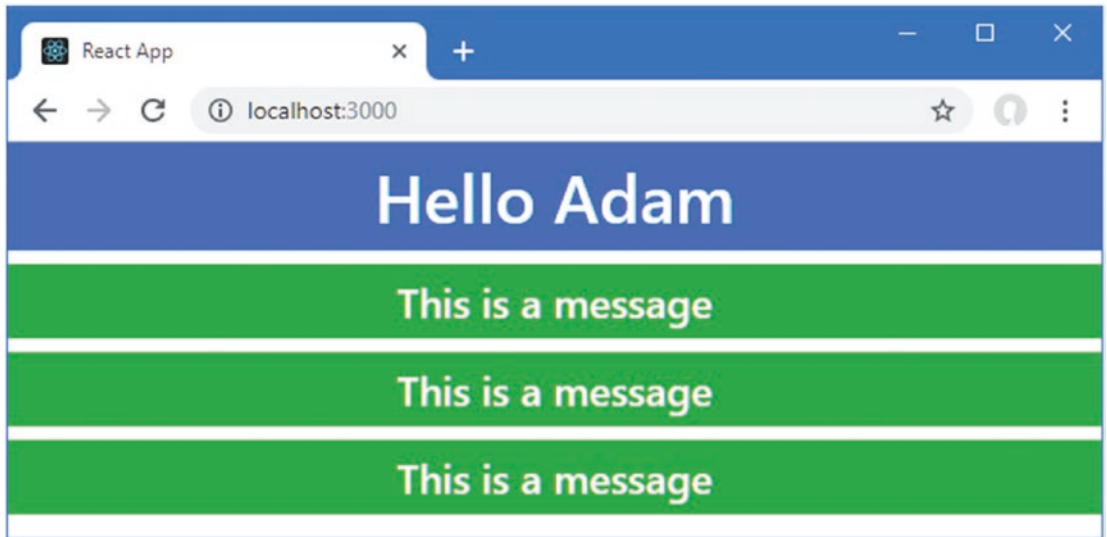 React App
localhost:3000
Hello Adam
This is a message
This is a message
This is a message